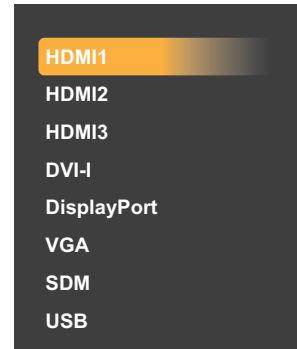 HDMI1
HDMI2
HDMI3
DVI-I
DisplayPort
VGA
SDM
USB